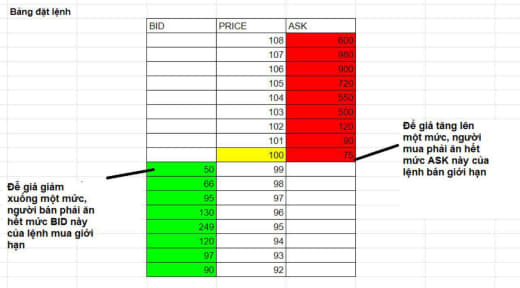 Bảng đặt lệnh
BID PRICE ASK
108 600
107 980
106 900
105 720
104 550
103 500
102 120
101 90
100 75
50 99
66 98
95 97
130 96
249 95
120 94
97 93
90 92
Để giá tăng lên
một mức, người
mua phải ăn hết
mức ASK này của
lệnh bán giới hạn
Để giá giảm
xuống một mức,
người bán phải ăn
hết mức BID này
của lệnh mua giới
hạn